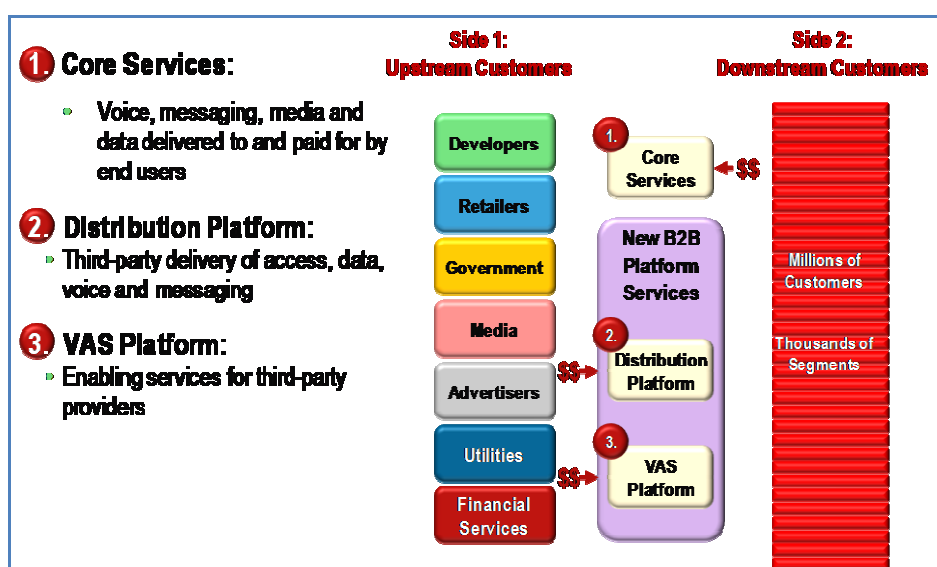 1. Core Services:
Voice, messaging, media and
data delivered to and paid for by
end users
2. Distribution Platform:
Third-party delivery of access, data,
voice and messaging
3. VAS Platform:
Enabling services for third-party
providers
Side 1:
Upstream Customers
Developers
Retailers
Government
Media
Advertisers
Utilities
Financial
Services
1.
Core
Services
$$
New B2B
Platform
Services
2.
$$
Distribution
Platform
3.
$$
VAS
Platform
Side 2:
Downstream Customers
Millions of
Customers
Thousands of
Segments